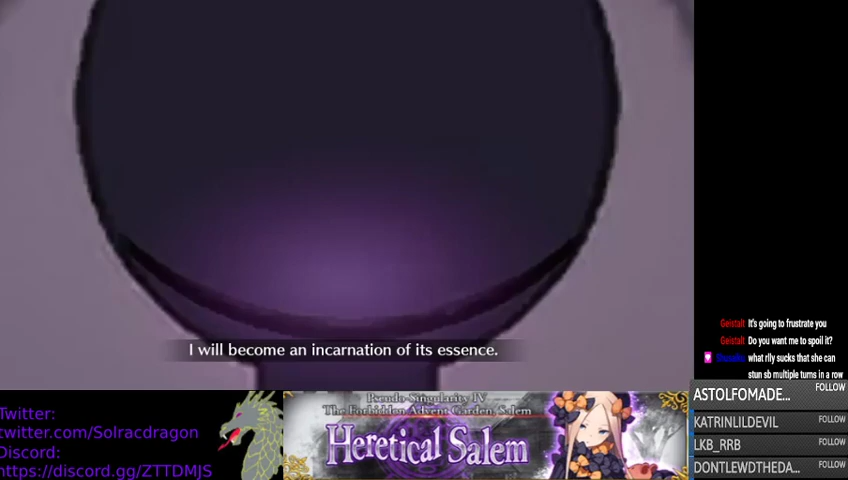 I will become an incarnation of its essence.
Geistalt It's going to frustrate you
Geistalt Do you want me to spoil it?
what rlly sucks that she can
stun sb multiple turns in a row
ASTOLFOMADE... FOLLOW
KATRINLILDEVIL FOLLOW
LKB_RRB FOLLOW
DONTLEWDTHEDA... FOLLOW
Twitter:
twitter.com/Solracdragon
Discord:
https://discord.gg/ZTTDMJS
Pseudo Singularity IV
The Forbidden Advent Garden, Salem
Heretical Salem